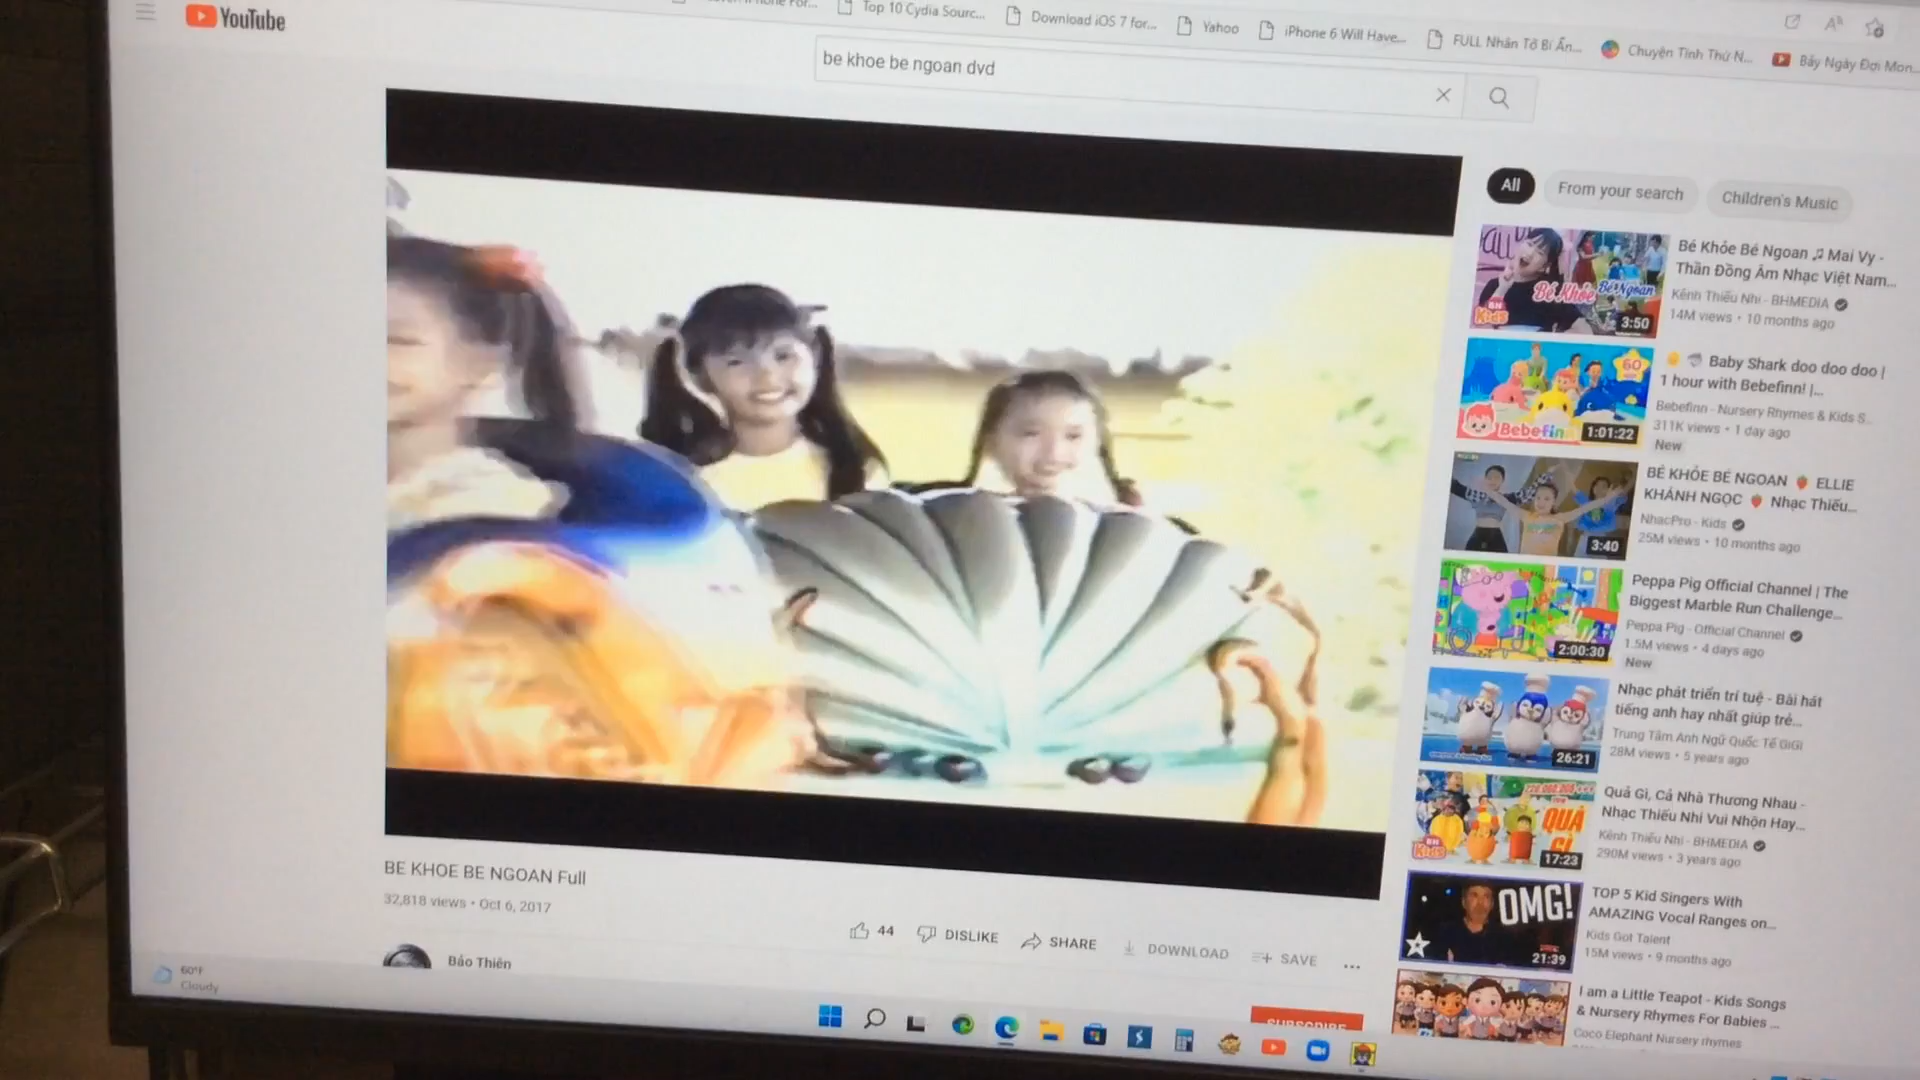 YouTube
Top 10 Cydia Sourc...
Download iOS 7 for...
Yahoo
iPhone 6 Will Have...
FULL Nhân Tố Bí Ẩn...
Chuyện Tình Thứ N...
Bảy Ngày Đợi Mon...
be khoe be ngoan dvd
All
From your search
Children's Music
Bé Khỏe Bé Ngoan ♫ Mai Vy -
Thần Đồng Âm Nhạc Việt Nam...
Kênh Thiếu Nhi - BHMEDIA
14M views • 10 months ago
Bé Khỏe Bé Ngoan
Kids
3:50
Baby Shark doo doo doo |
1 hour with Bebefinn! |...
Bebefinn - Nursery Rhymes & Kids S...
311K views • 1 day ago
New
60
Bebefin
1:01:22
BÉ KHỎE BÉ NGOAN 🍓 ELLIE
KHÁNH NGỌC 🍓 Nhạc Thiếu...
NhacPro - Kids
25M views • 10 months ago
3:40
Peppa Pig Official Channel | The
Biggest Marble Run Challenge...
Peppa Pig - Official Channel
1.5M views • 4 days ago
New
2:00:30
Nhạc phát triển trí tuệ - Bài hát
tiếng anh hay nhất giúp trẻ...
Trung Tâm Anh Ngữ Quốc Tế GiGi
28M views • 5 years ago
26:21
Quả Gì, Cả Nhà Thương Nhau -
Nhạc Thiếu Nhi Vui Nhộn Hay...
Kênh Thiếu Nhi - BHMEDIA
290M views • 3 years ago
QUẢ
GÌ
Kids
17:23
TOP 5 Kid Singers With
AMAZING Vocal Ranges on...
Kids Got Talent
15M views • 9 months ago
OMG!
21:39
I am a Little Teapot - Kids Songs
& Nursery Rhymes For Babies ...
Coco Elephant Nursery rhymes
BE KHOE BE NGOAN Full
32,818 views • Oct 6, 2017
44
DISLIKE
SHARE
DOWNLOAD
SAVE
...
Bảo Thiên
SUBSCRIBE
60°F
Cloudy